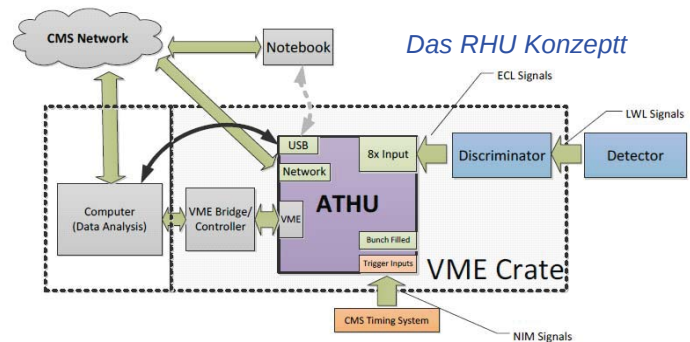 CMS Network
Notebook
Das RHU Konzeptt
ECL Signals
LWL Signals
USB
8x Input
Discriminator
Detector
Network
ATHU
Computer
(Data Analysis)
VME Bridge/
Controller
VME
Bunch Filled
Trigger Inputs
VME Crate
CMS Timing System
NIM Signals